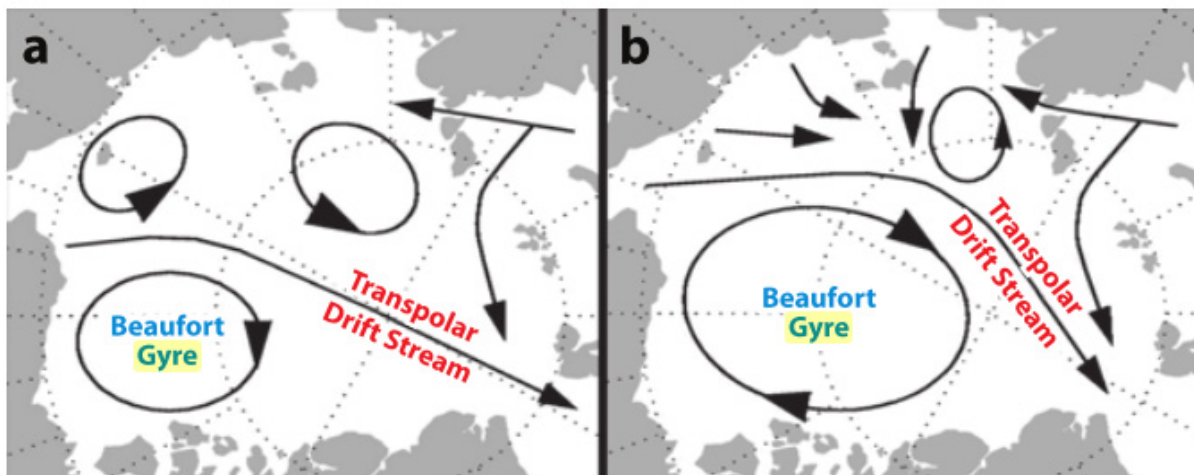 a
Transpolar
Drift Stream
Beaufort
Gyre
b
Transpolar
Drift Stream
Beaufort
Gyre